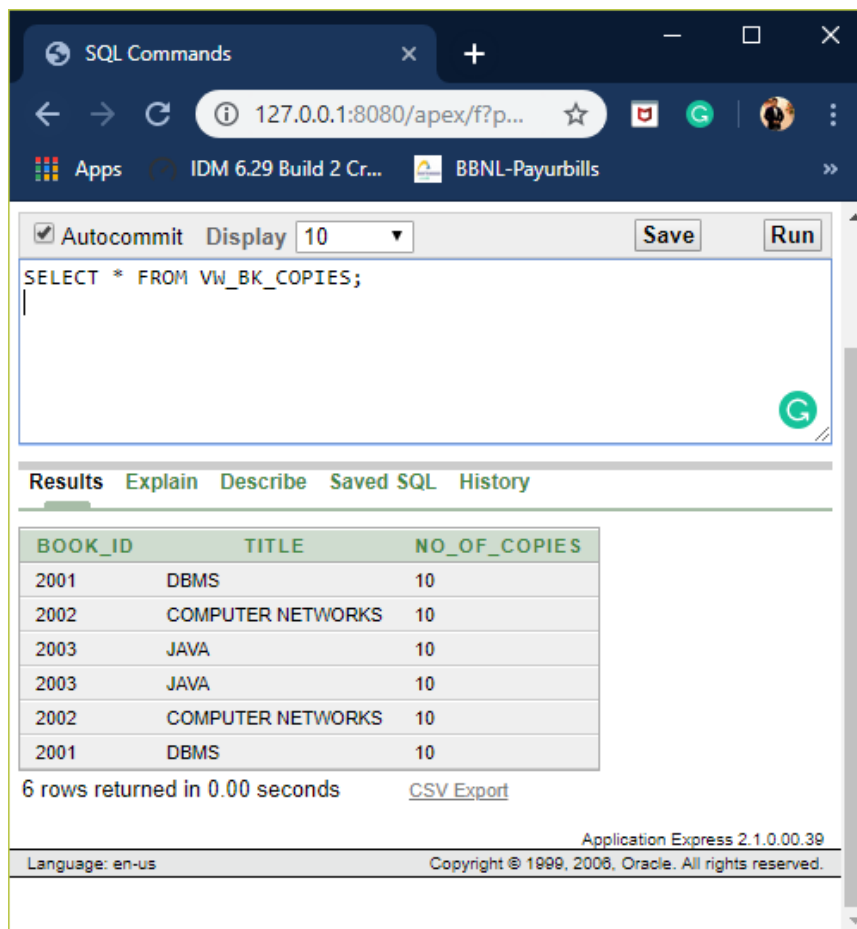 SQL Commands
127.0.0.1:8080/apex/f?p...
Apps IDM 6.29 Build 2 Cr... BBNL-Payurbills »
Autocommit Display 10 Save Run
SELECT * FROM VW_BK_COPIES;
Results Explain Describe Saved SQL History
BOOK_ID TITLE NO_OF_COPIES
2001 DBMS 10
2002 COMPUTER NETWORKS 10
2003 JAVA 10
2003 JAVA 10
2002 COMPUTER NETWORKS 10
2001 DBMS 10
6 rows returned in 0.00 seconds CSV Export
Application Express 2.1.0.00.39
Language: en-us Copyright © 1999, 2006, Oracle. All rights reserved.